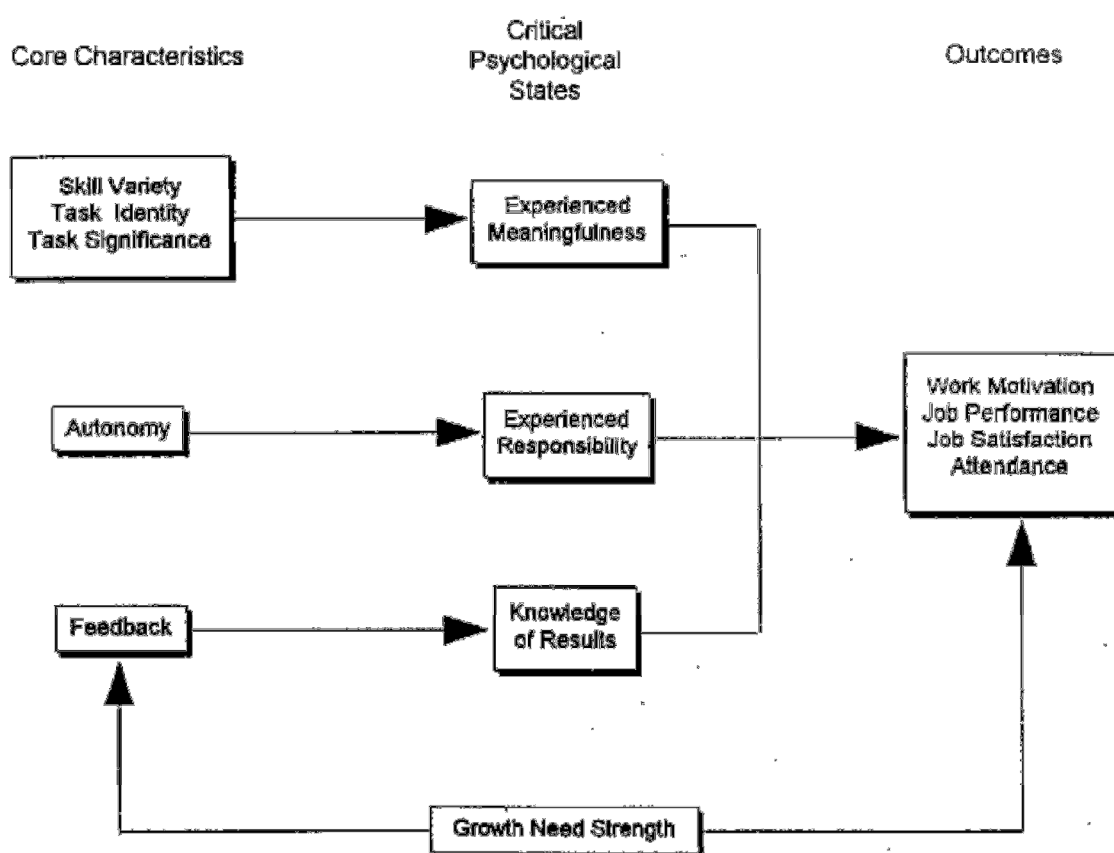 Core Characteristics
Critical
Psychological
States
Outcomes
Skill Variety
Task Identity
Task Significance
Experienced
Meaningfulness
Autonomy
Experienced
Responsibility
Work Motivation
Job Performance
Job Satisfaction
Attendance
Feedback
Knowledge
of Results
Growth Need Strength